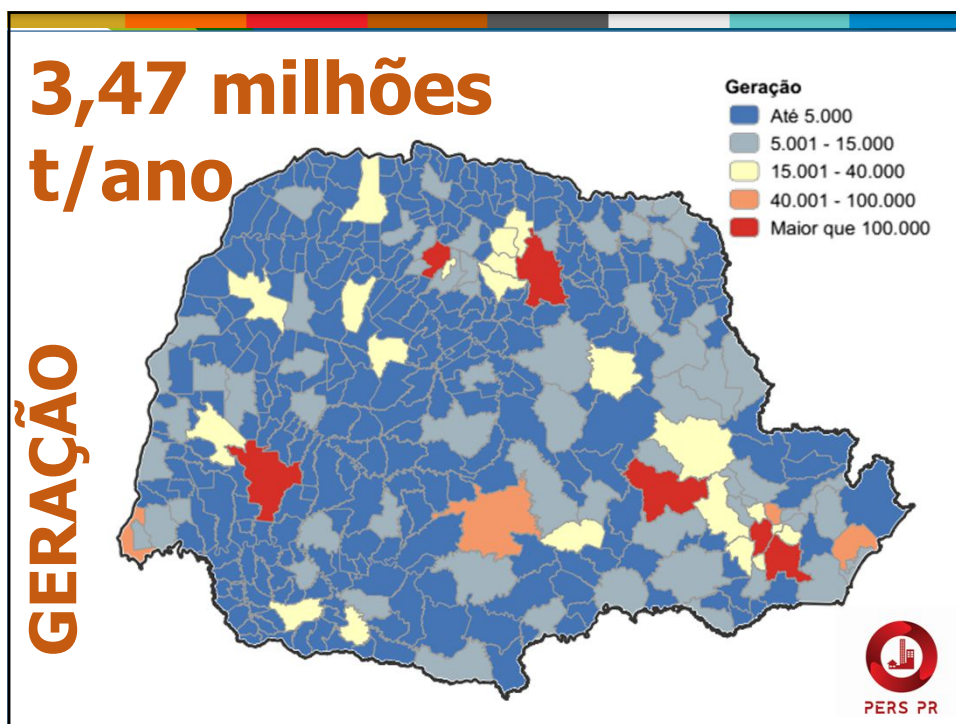 3,47 milhões
t/ano
GERAÇÃO
Geração
Até 5.000
5.001 - 15.000
15.001 - 40.000
40.001 - 100.000
Maior que 100.000
PERS PR